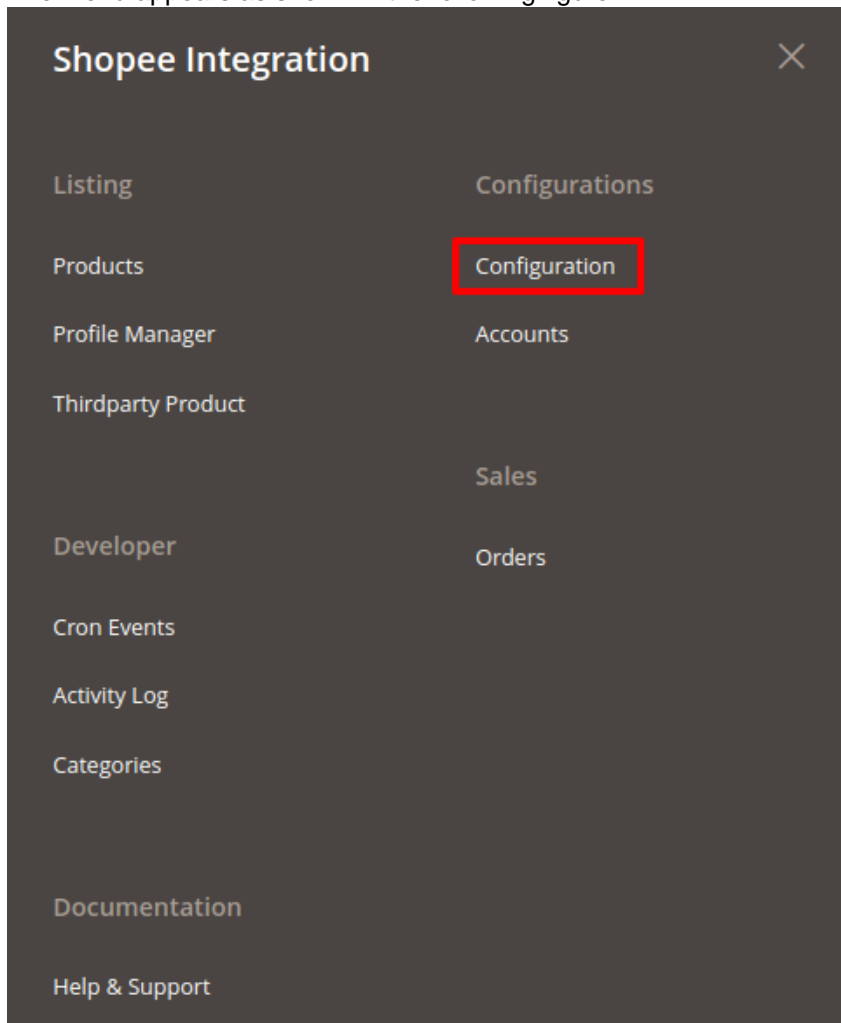 Shopee Integration
Listing
Products
Profile Manager
Thirdparty Product
Developer
Cron Events
Activity Log
Categories
Documentation
Help & Support
Configurations
Configuration
Accounts
Sales
Orders